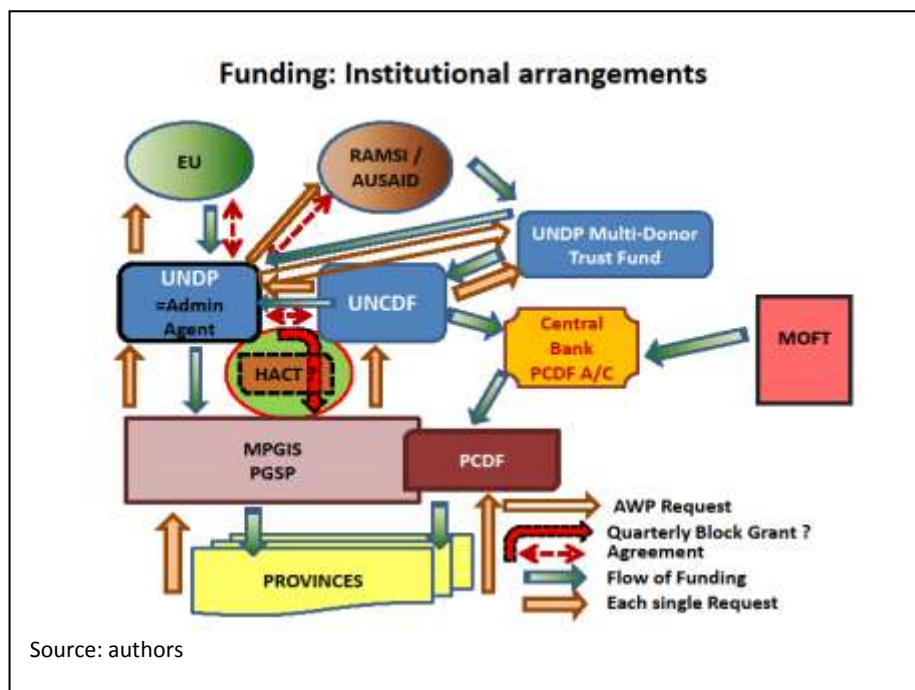 Funding: Institutional arrangements
EU
RAMSI /
AUSAID
UNDP Multi-Donor
Trust Fund
UNDP
=Admin
Agent
UNCDF
Central
Bank
PCDF A/C
MOFT
HACT ?
MPGIS
PGSP
PCDF
PROVINCES
AWP Request
Quarterly Block Grant ?
Agreement
Flow of Funding
Each single Request
Source: authors